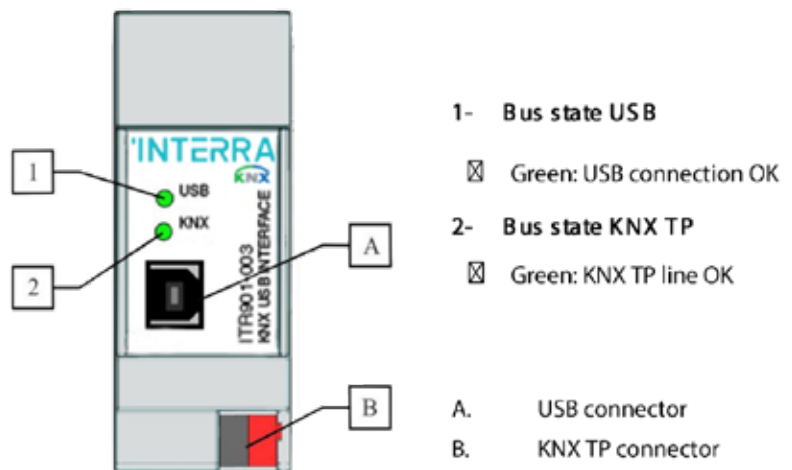 1
2
'INTERRA
KNX
USB
KNX
ITR901-003
KNX USB INTERFACE
A
B
1- Bus state USB
☒ Green: USB connection OK
2- Bus state KNX TP
☒ Green: KNX TP line OK
A. USB connector
B. KNX TP connector